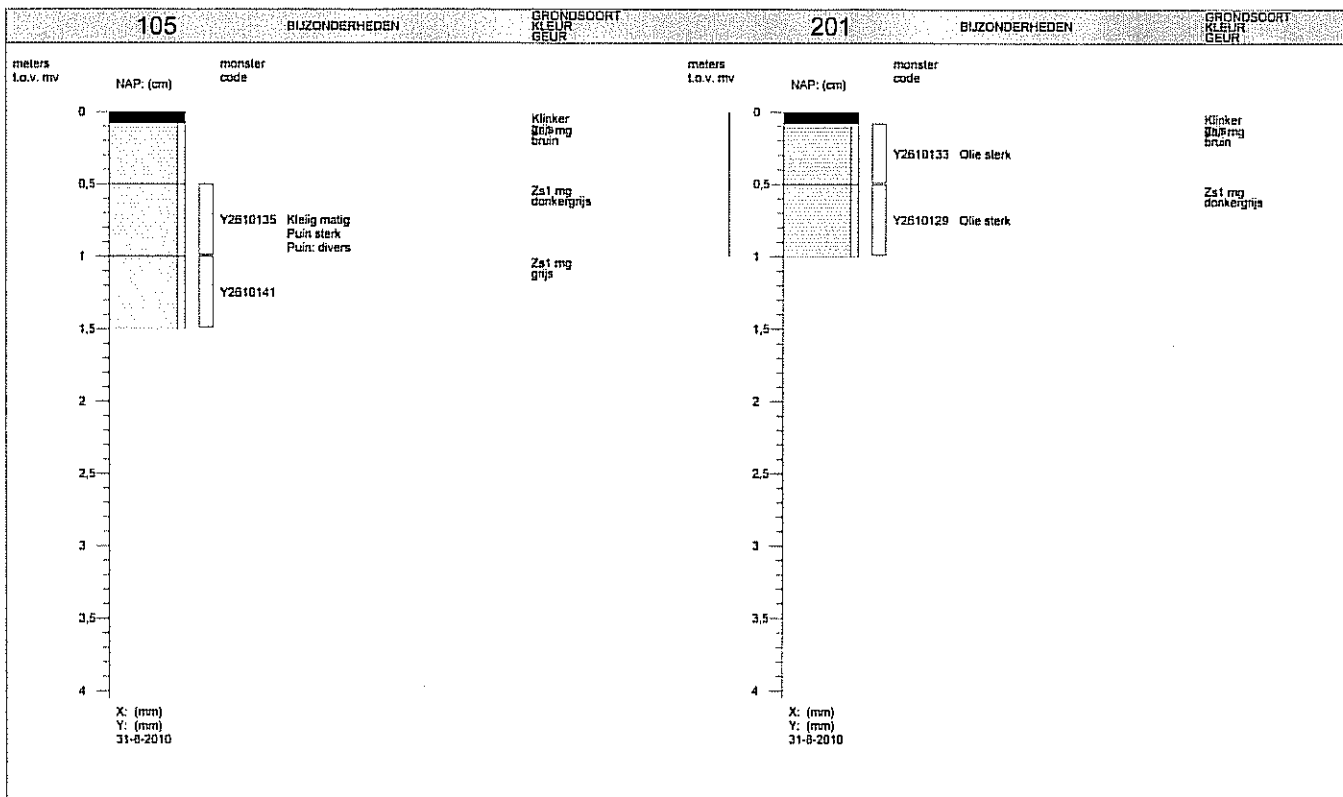 105
BIJZONDERHEDEN
GRONDSOORT
KLEUR
GEUR
meters
t.o.v. mv
NAP: (cm)
monster
code
0
0,5
1
1,5
2
2,5
3
3,5
4
Y2610135 Kleiig matig
Puin sterk
Puin: divers
Y2610141
Klinker
mg
bruin
Zs1 mg
donkergrijs
Zs1 mg
grijs
X: (mm)
Y: (mm)
31-8-2010
201
BIJZONDERHEDEN
GRONDSOORT
KLEUR
GEUR
meters
t.o.v. mv
NAP: (cm)
monster
code
0
0,5
1
1,5
2
2,5
3
3,5
4
Y2610133 Olie sterk
Y2610129 Olie sterk
Klinker
mg
bruin
Zs1 mg
donkergrijs
X: (mm)
Y: (mm)
31-8-2010